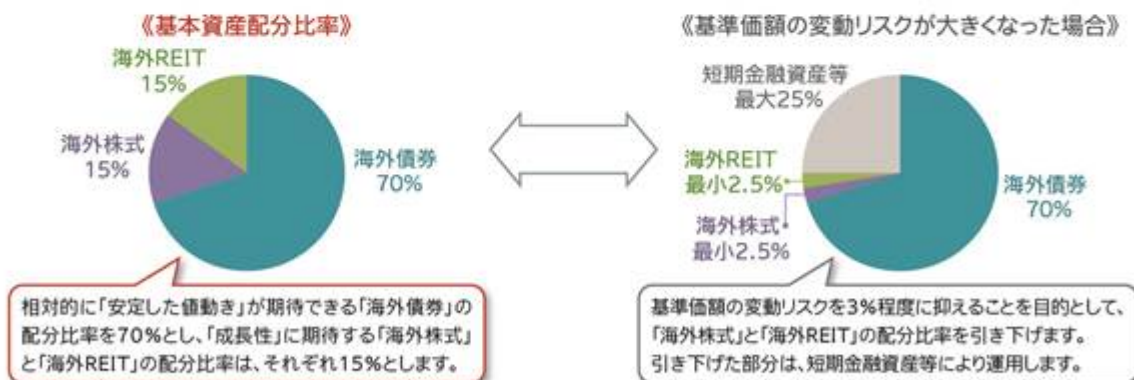 《基本資産配分比率》
海外REIT
15%
海外株式
15%
海外債券
70%
相対的に「安定した値動き」が期待できる「海外債券」の
配分比率を70%とし、「成長性」に期待する「海外株式」
と「海外REIT」の配分比率は、それぞれ15%とします。
《基準価額の変動リスクが大きくなった場合》
短期金融資産等
最大25%
海外REIT
最小2.5%
海外株式
最小2.5%
海外債券
70%
基準価額の変動リスクを3%程度に抑えることを目的として、
「海外株式」と「海外REIT」の配分比率を引き下げます。
引き下げた部分は、短期金融資産等により運用します。